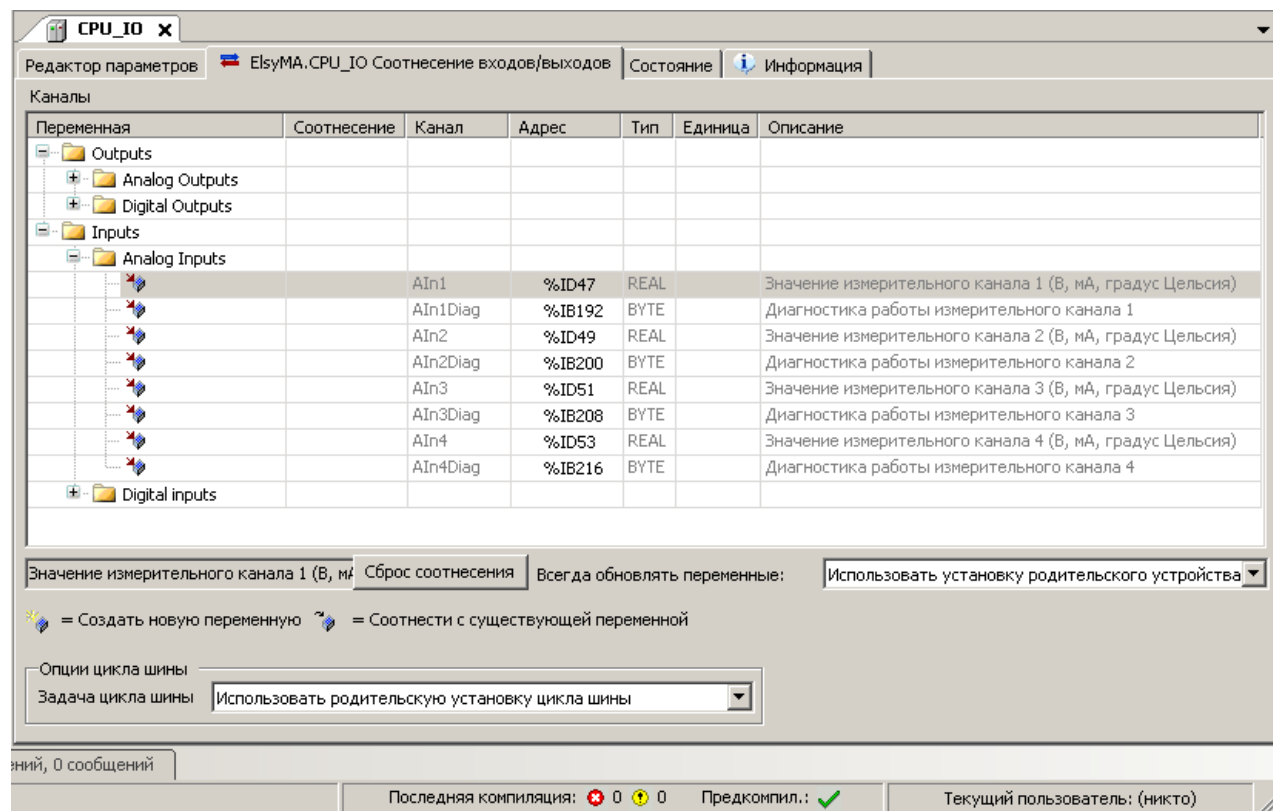 CPU_IO
Редактор параметров ElsyMA.CPU_IO Соотнесение входов/выходов Состояние Информация
Каналы
Переменная Соотнесение Канал Адрес Тип Единица Описание
Outputs
Analog Outputs
Digital Outputs
Inputs
Analog Inputs
AIn1 %ID47 REAL Значение измерительного канала 1 (В, мА, градус Цельсия)
AIn1Diag %IB192 BYTE Диагностика работы измерительного канала 1
AIn2 %ID49 REAL Значение измерительного канала 2 (В, мА, градус Цельсия)
AIn2Diag %IB200 BYTE Диагностика работы измерительного канала 2
AIn3 %ID51 REAL Значение измерительного канала 3 (В, мА, градус Цельсия)
AIn3Diag %IB208 BYTE Диагностика работы измерительного канала 3
AIn4 %ID53 REAL Значение измерительного канала 4 (В, мА, градус Цельсия)
AIn4Diag %IB216 BYTE Диагностика работы измерительного канала 4
Digital inputs
Значение измерительного канала 1 (В, мА Сброс соотнесения Всегда обновлять переменные: Использовать установку родительского устройства
= Создать новую переменную = Соотнести с существующей переменной
Опции цикла шины
Задача цикла шины Использовать родительскую установку цикла шины
ений, 0 сообщений
Последняя компиляция: 0 0 Предкомпил.: Текущий пользователь: (никто)